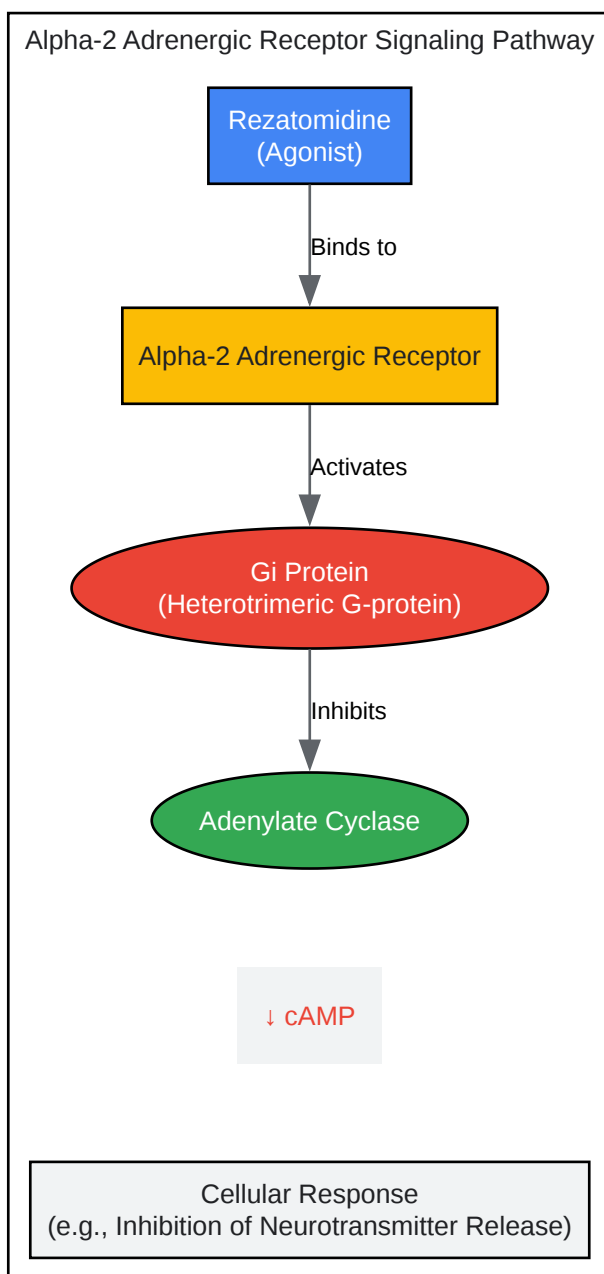 Alpha-2 Adrenergic Receptor Signaling Pathway
Rezatomidine
(Agonist)
Binds to
Alpha-2 Adrenergic Receptor
Activates
Gi Protein
(Heterotrimeric G-protein)
Inhibits
Adenylate Cyclase
↓ cAMP
Cellular Response
(e.g., Inhibition of Neurotransmitter Release)